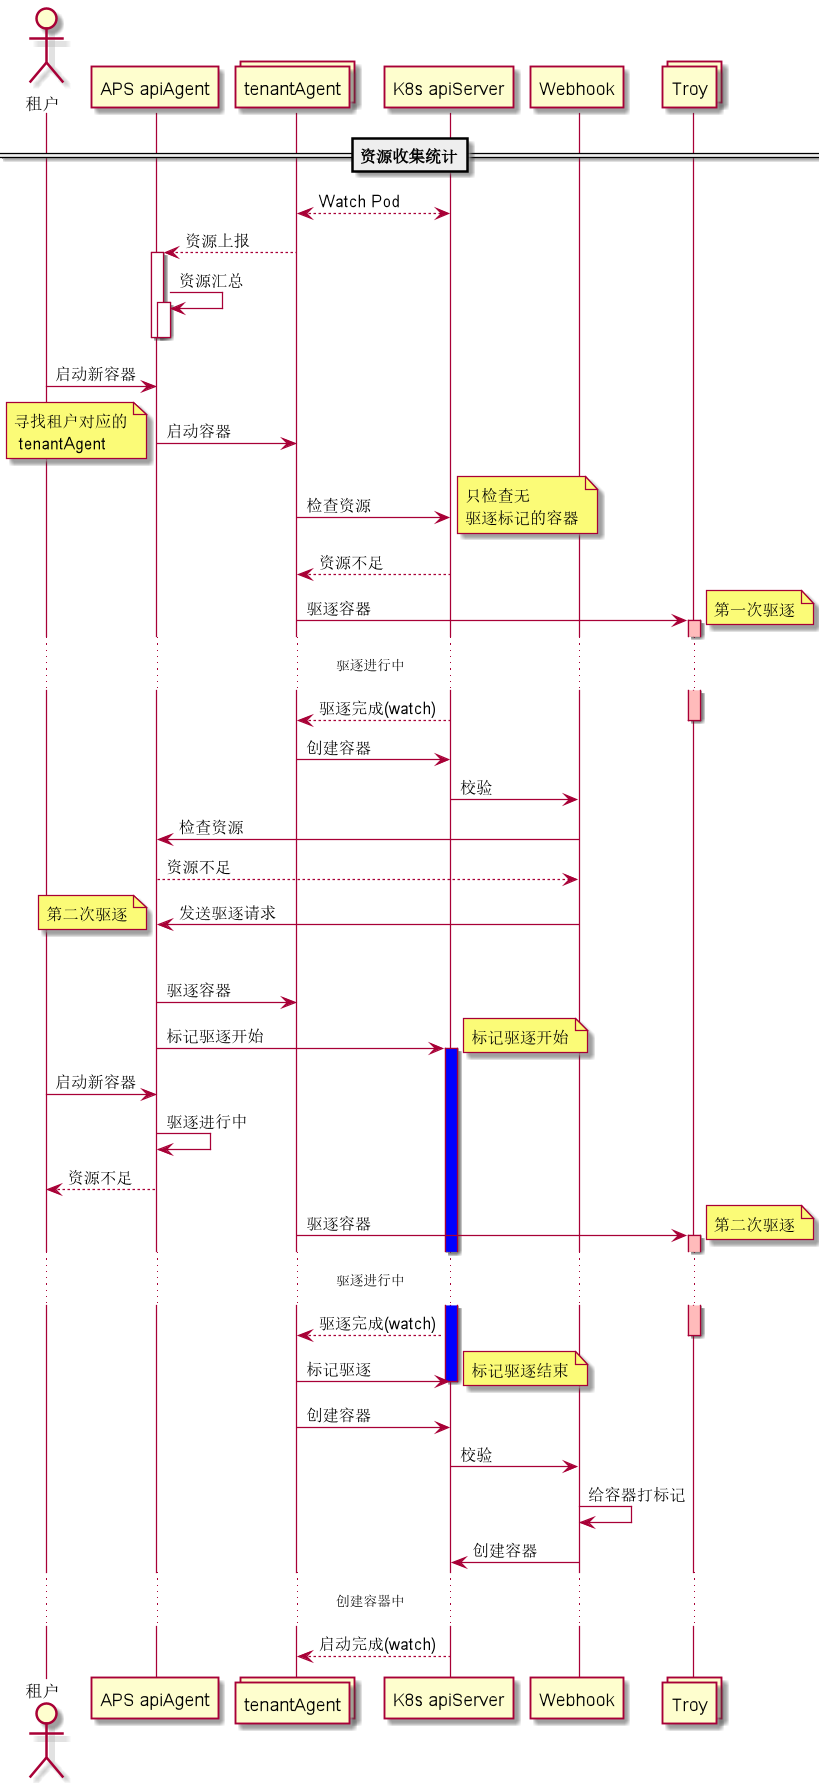 租户
APS apiAgent
tenantAgent
K8s apiServer
Webhook
Troy
资源收集统计
Watch Pod
资源上报
资源汇总
启动新容器
寻找租户对应的
tenantAgent
启动容器
只检查无
驱逐标记的容器
检查资源
资源不足
第一次驱逐
驱逐容器
驱逐进行中
驱逐完成(watch)
创建容器
校验
检查资源
资源不足
第二次驱逐
发送驱逐请求
驱逐容器
标记驱逐开始
标记驱逐开始
启动新容器
驱逐进行中
资源不足
驱逐容器
第二次驱逐
驱逐进行中
驱逐完成(watch)
标记驱逐
标记驱逐结束
创建容器
校验
给容器打标记
创建容器
创建容器中
启动完成(watch)
租户
APS apiAgent
tenantAgent
K8s apiServer
Webhook
Troy